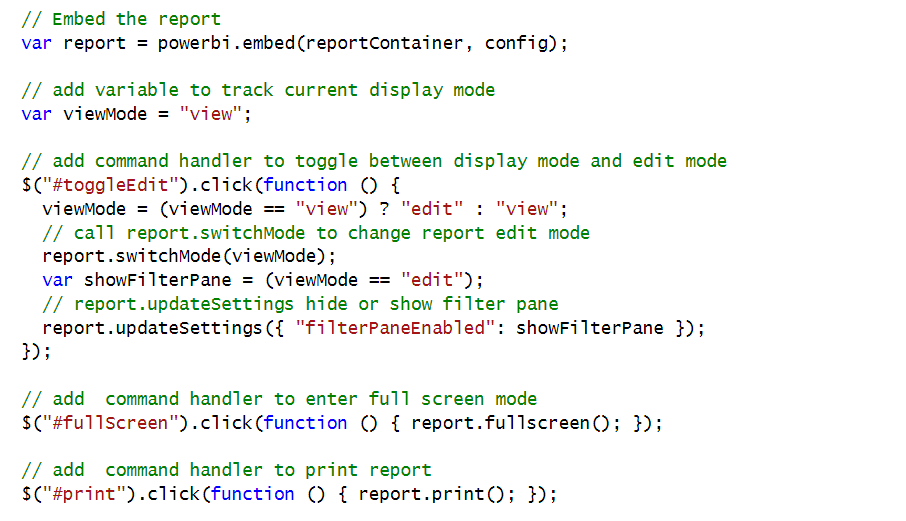 // Embed the report
var report = powerbi.embed(reportContainer, config);
// add variable to track current display mode
var viewMode = "view";
// add command handler to toggle between display mode and edit mode
$("#toggleEdit").click(function () {
  viewMode = (viewMode == "view") ? "edit" : "view";
  // call report.switchMode to change report edit mode
  report.switchMode(viewMode);
  var showFilterPane = (viewMode == "edit");
  // report.updateSettings hide or show filter pane
  report.updateSettings({ "filterPaneEnabled": showFilterPane });
});
// add  command handler to enter full screen mode
$("#fullScreen").click(function () { report.fullscreen(); });
// add  command handler to print report
$("#print").click(function () { report.print(); });